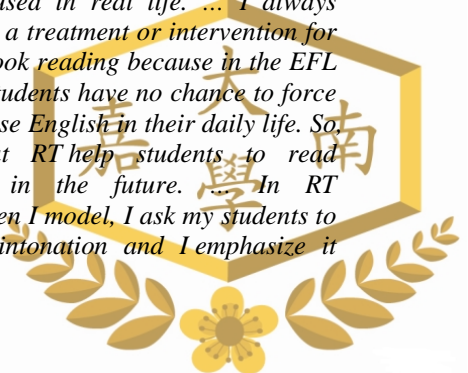 used in real life. … I always
a treatment or intervention for
ook reading because in the EFL
tudents have no chance to force
se English in their daily life. So,
t RT help students to read
in the future. … In RT
en I model, I ask my students to
intonation and I emphasize it
大
嘉 南
學